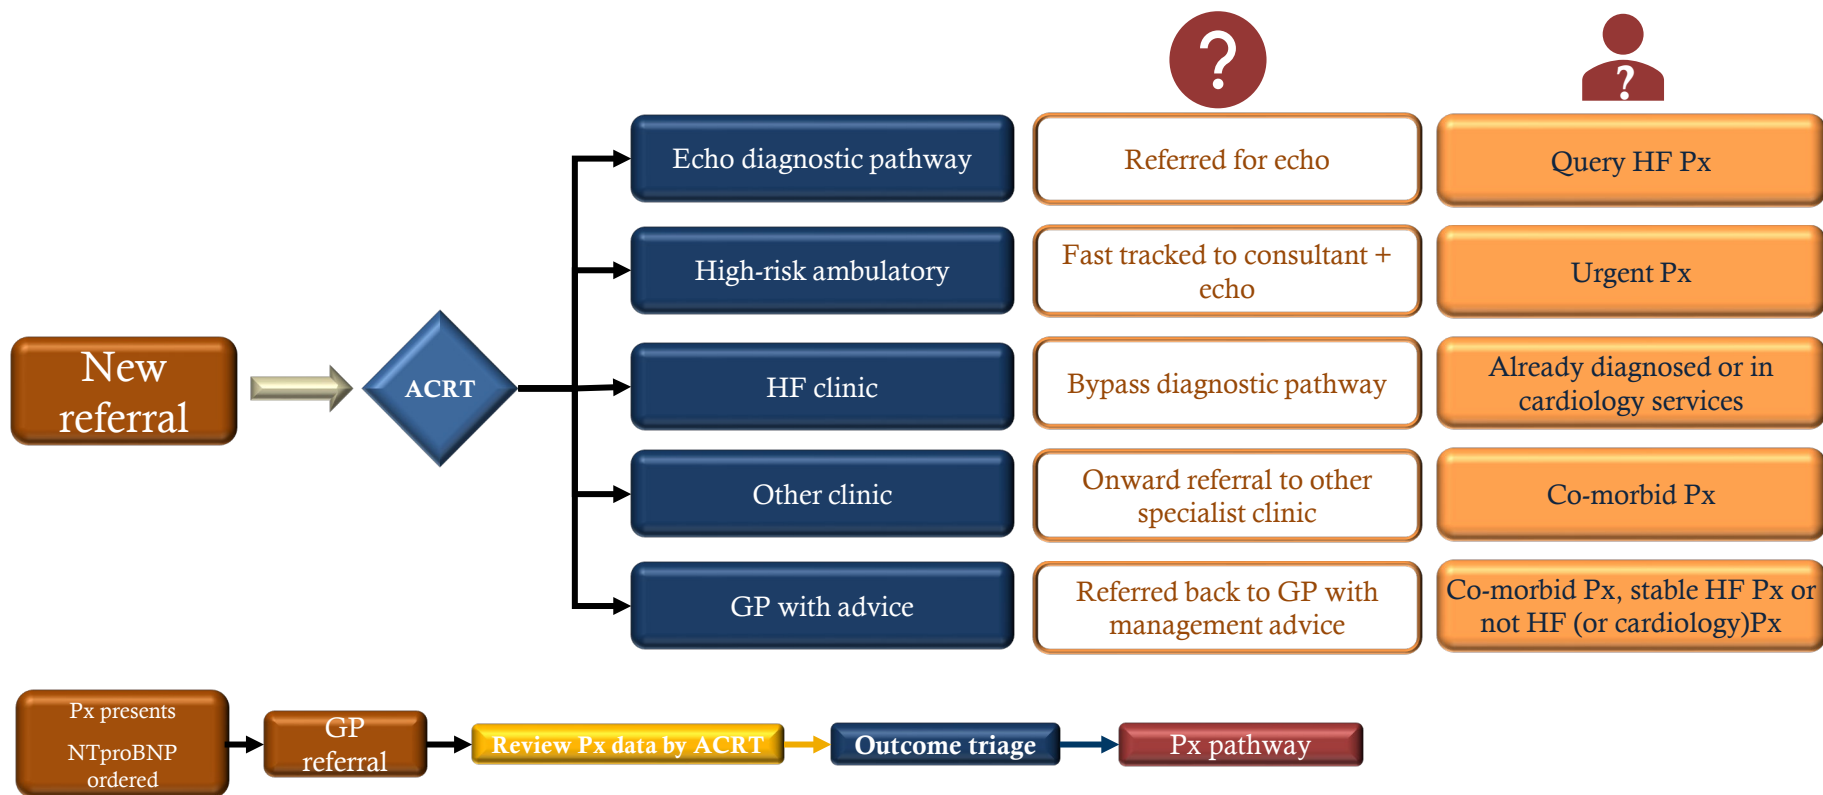 ?
?
Echo diagnostic pathway
Referred for echo
Query HF Px
High-risk ambulatory
Fast tracked to consultant +
echo
Urgent Px
New
referral
ACRT
HF clinic
Bypass diagnostic pathway
Already diagnosed or in
cardiology services
Other clinic
Onward referral to other
specialist clinic
Co-morbid Px
GP with advice
Referred back to GP with
management advice
Co-morbid Px, stable HF Px or
not HF (or cardiology)Px
Px presents
NTproBNP
ordered
GP
referral
Review Px data by ACRT
Outcome triage
Px pathway